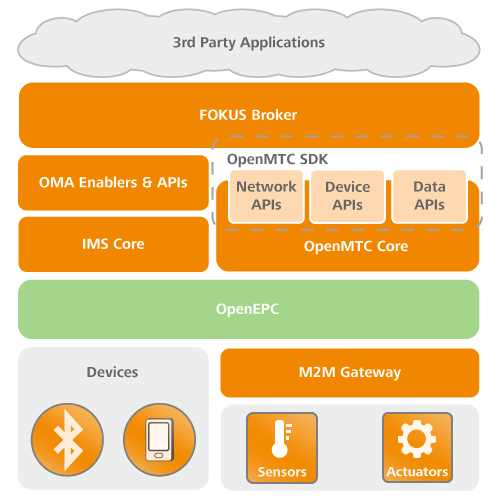 3rd Party Applications
FOKUS Broker
OMA Enablers & APIs
OpenMTC SDK
Network
APIs
Device
APIs
Data
APIs
IMS Core
OpenMTC Core
OpenEPC
Devices
M2M Gateway
Sensors
Actuators